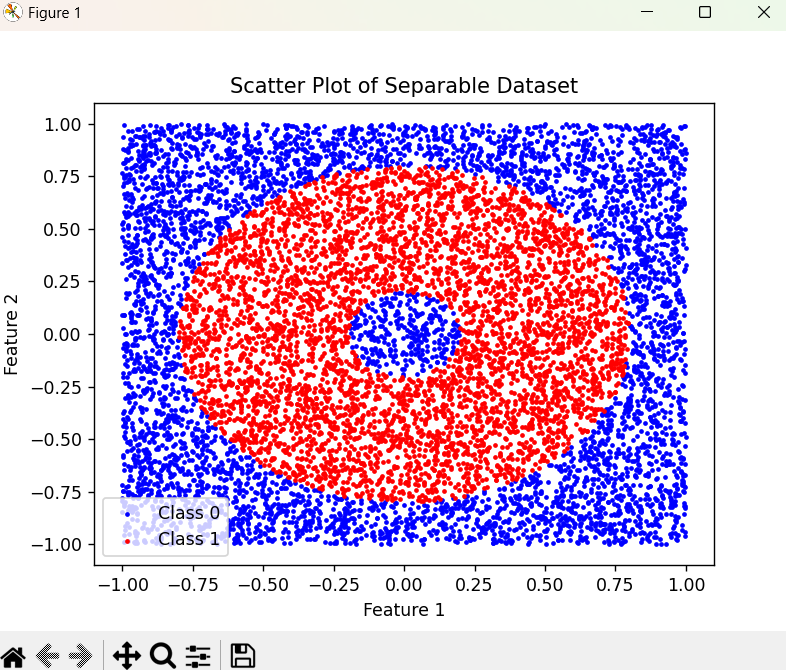 Figure 1
Scatter Plot of Separable Dataset
1.00
0.75
0.50
0.25
0.00
−0.25
−0.50
−0.75
−1.00
Feature 2
Class 0
Class 1
−1.00 −0.75 −0.50 −0.25 0.00 0.25 0.50 0.75 1.00
Feature 1